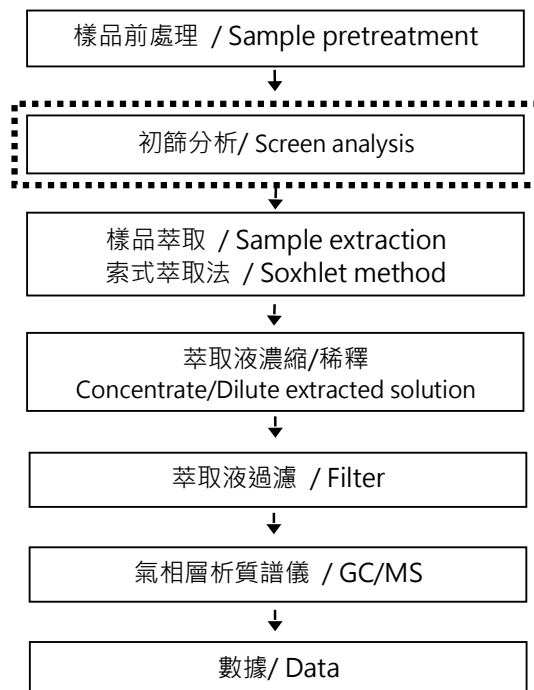 樣品前處理 / Sample pretreatment
初篩分析/ Screen analysis
樣品萃取 / Sample extraction
索式萃取法 / Soxhlet method
萃取液濃縮/稀釋
Concentrate/Dilute extracted solution
萃取液過濾 / Filter
氣相層析質譜儀 / GC/MS
數據/ Data